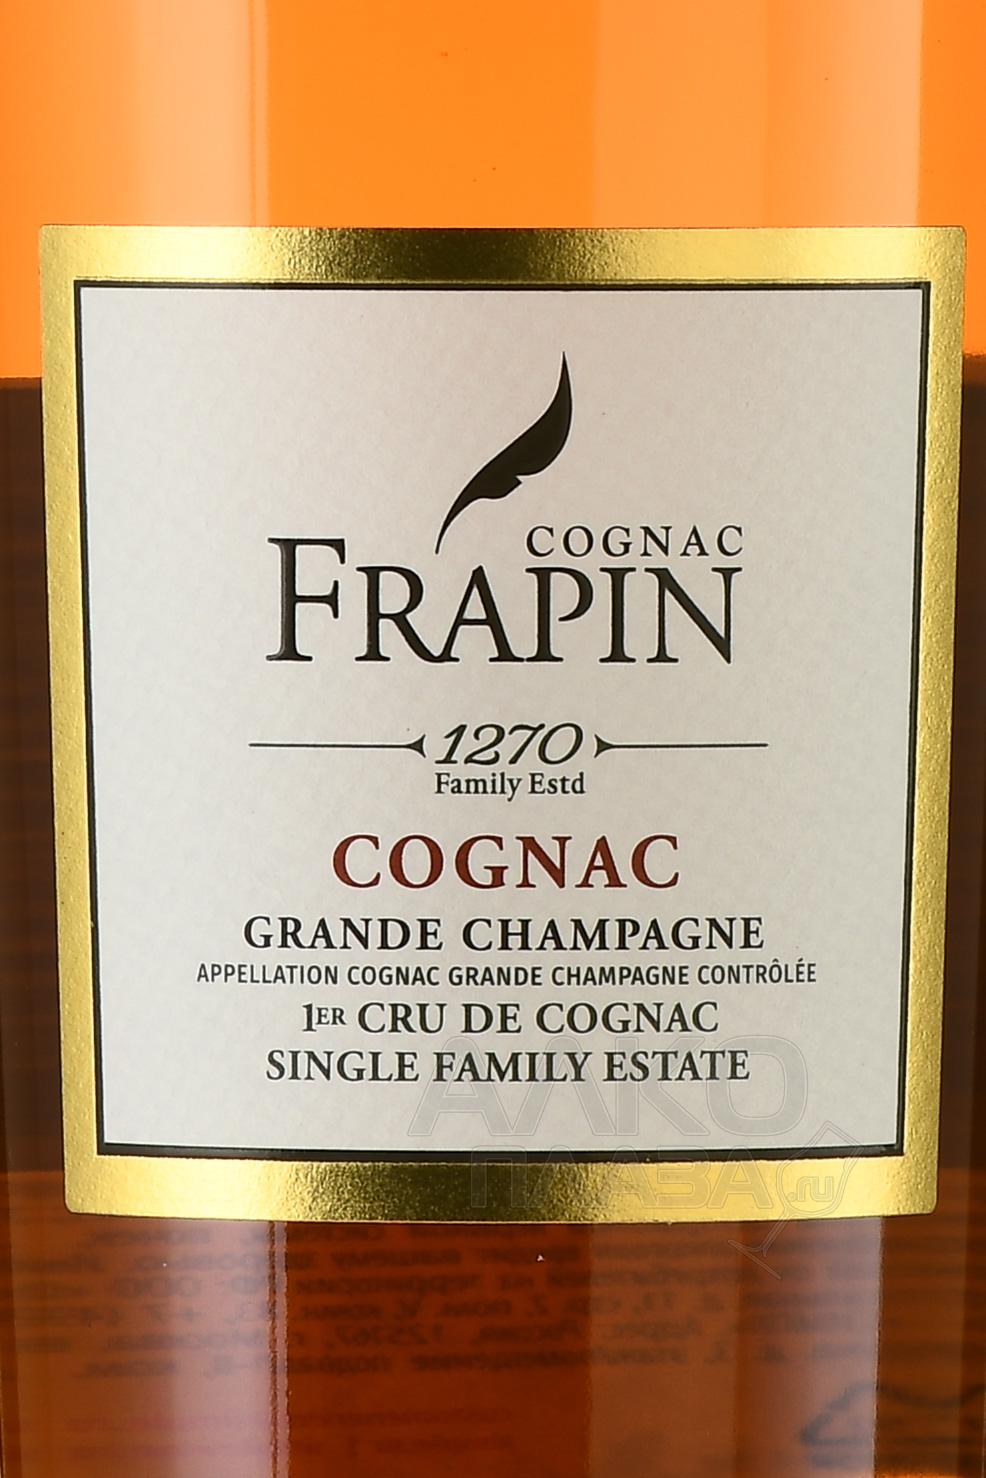 COGNAC
FRAPIN
1270
Family Estd
COGNAC
GRANDE CHAMPAGNE
APPELLATION COGNAC GRANDE CHAMPAGNE CONTRÔLÉE
1ER CRU DE COGNAC
SINGLE FAMILY ESTATE
АЛКО
ПЛАЗА.ru